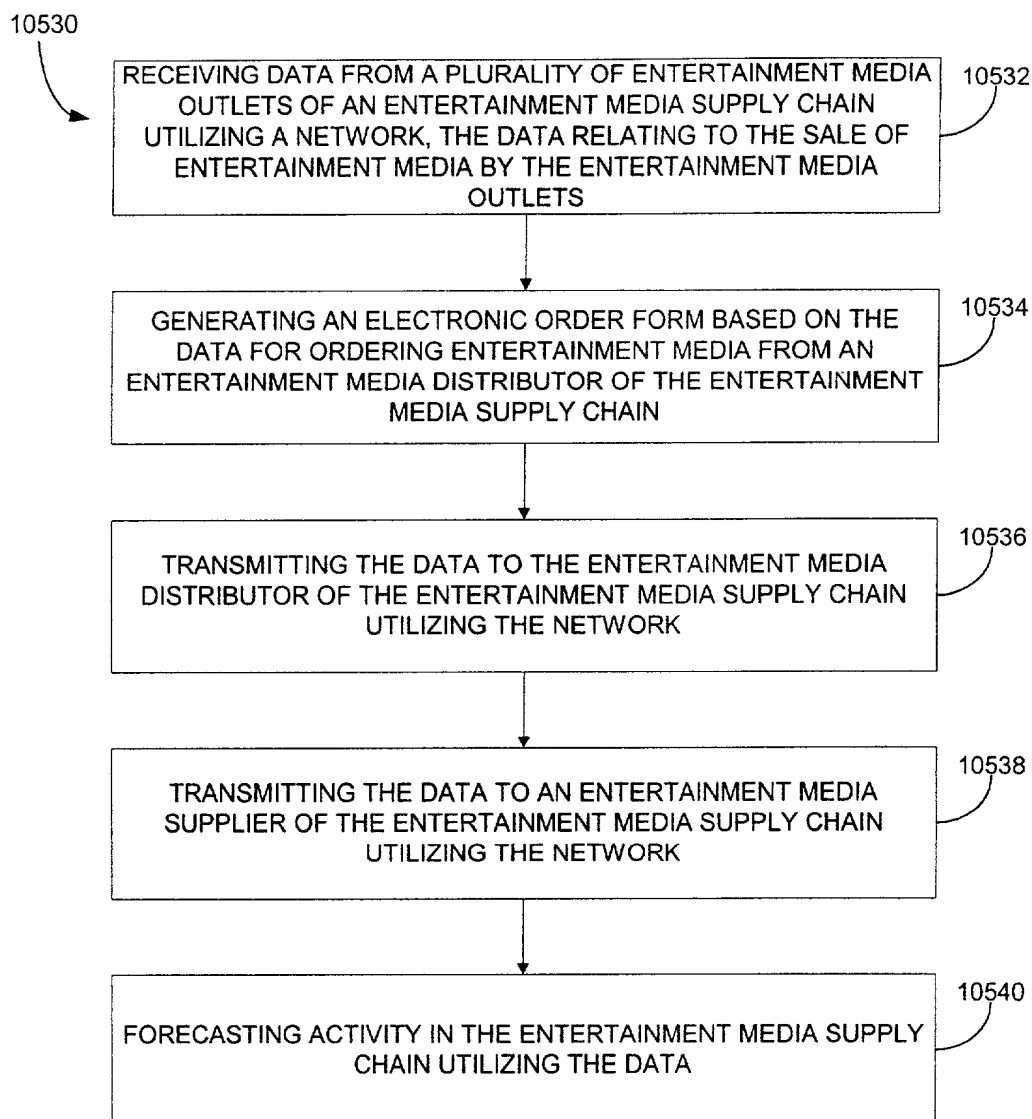 10530
RECEIVING DATA FROM A PLURALITY OF ENTERTAINMENT MEDIA
OUTLETS OF AN ENTERTAINMENT MEDIA SUPPLY CHAIN
UTILIZING A NETWORK, THE DATA RELATING TO THE SALE OF
ENTERTAINMENT MEDIA BY THE ENTERTAINMENT MEDIA
OUTLETS
10532
GENERATING AN ELECTRONIC ORDER FORM BASED ON THE
DATA FOR ORDERING ENTERTAINMENT MEDIA FROM AN
ENTERTAINMENT MEDIA DISTRIBUTOR OF THE ENTERTAINMENT
MEDIA SUPPLY CHAIN
10534
TRANSMITTING THE DATA TO THE ENTERTAINMENT MEDIA
DISTRIBUTOR OF THE ENTERTAINMENT MEDIA SUPPLY CHAIN
UTILIZING THE NETWORK
10536
TRANSMITTING THE DATA TO AN ENTERTAINMENT MEDIA
SUPPLIER OF THE ENTERTAINMENT MEDIA SUPPLY CHAIN
UTILIZING THE NETWORK
10538
FORECASTING ACTIVITY IN THE ENTERTAINMENT MEDIA SUPPLY
CHAIN UTILIZING THE DATA
10540